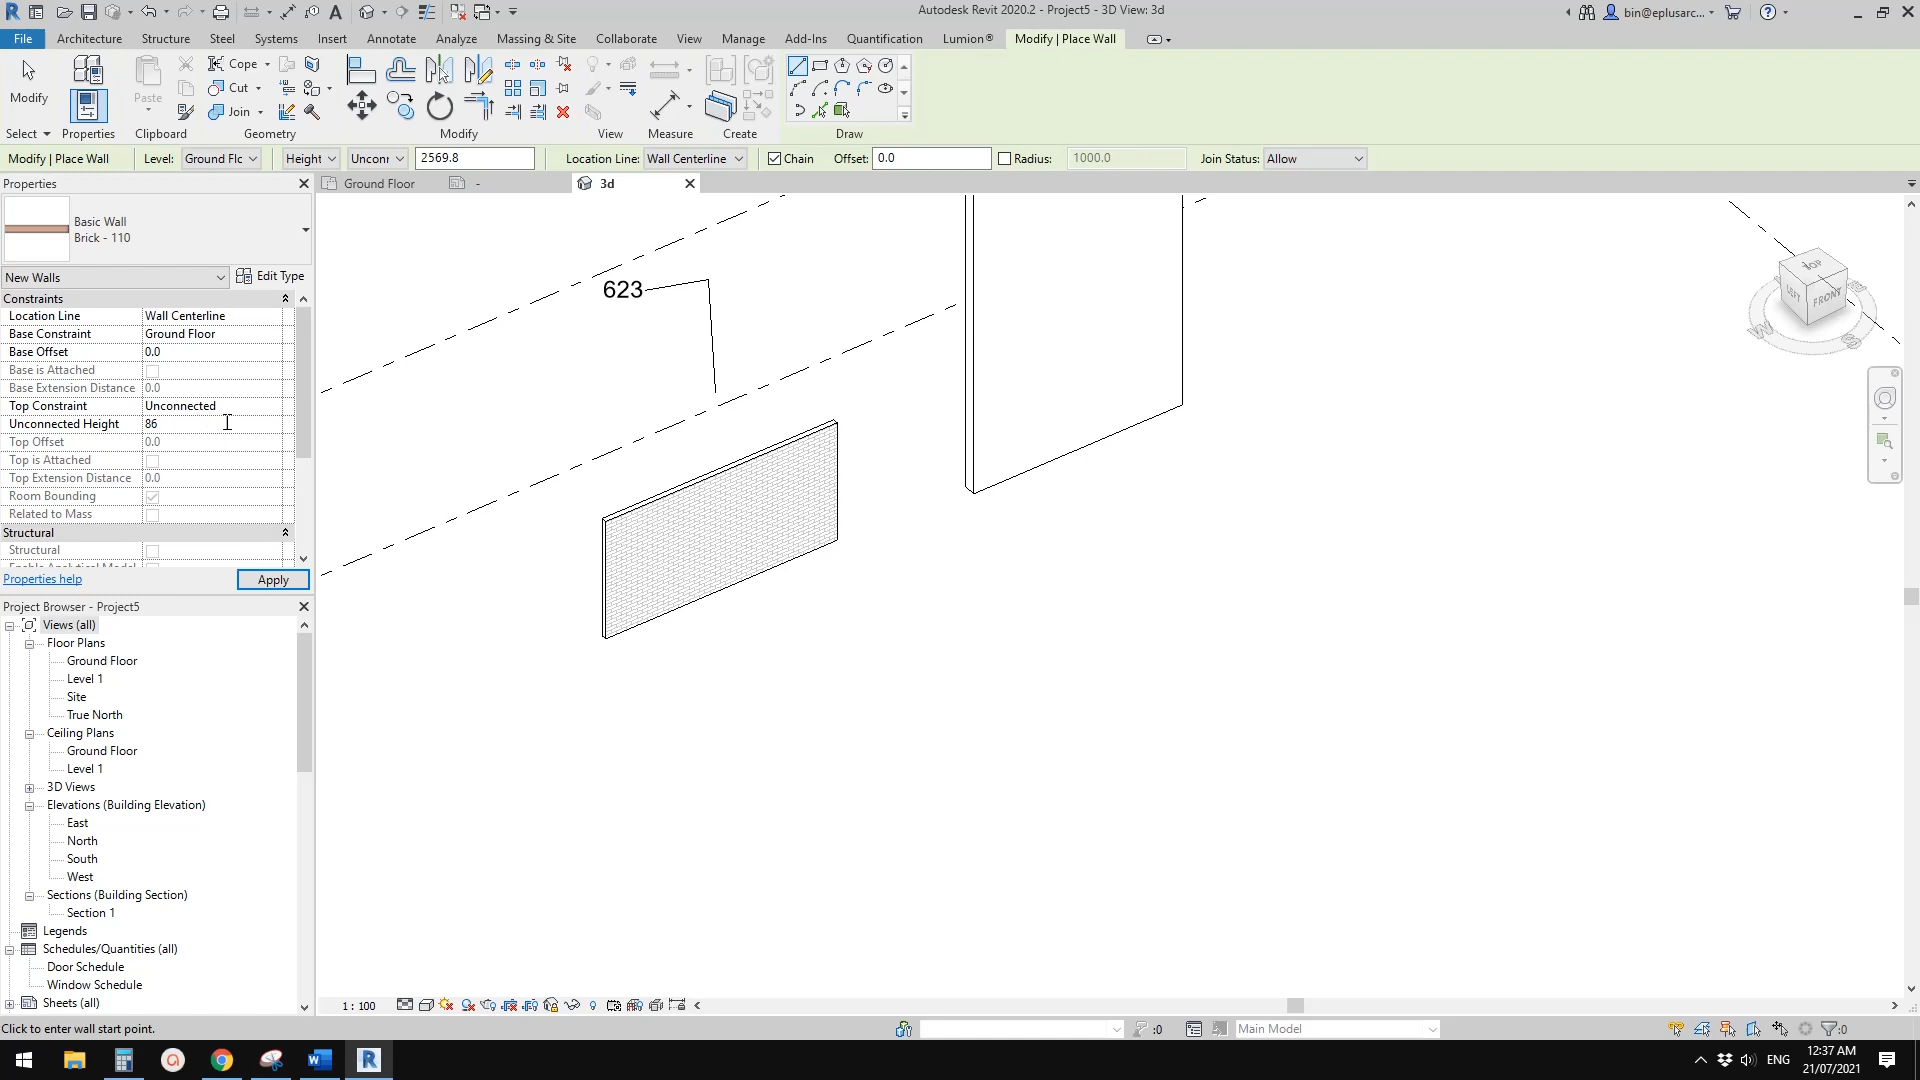 Autodesk Revit 2020.2 - Project5 - 3D View: 3d
bin@eplusarc...
File Architecture Structure Steel Systems Insert Annotate Analyze Massing & Site Collaborate View Manage Add-Ins Quantification Lumion® Modify | Place Wall
Modify
Paste
Cope
Cut
Join
Select Properties Clipboard Geometry Modify View Measure Create Draw
Modify | Place Wall Level: Ground Flc Height Unconr 2569.8 Location Line: Wall Centerline Chain Offset: 0.0 Radius: 1000.0 Join Status: Allow
Properties
Ground Floor - 3d
Basic Wall
Brick - 110
New Walls Edit Type
Constraints
Location Line Wall Centerline
Base Constraint Ground Floor
Base Offset 0.0
Base is Attached
Base Extension Distance 0.0
Top Constraint Unconnected
Unconnected Height 86
Top Offset 0.0
Top is Attached
Top Extension Distance 0.0
Room Bounding
Related to Mass
Structural
Structural
Enable Analytical Model
Properties help Apply
623
TOP
LEFT FRONT
W S
Project Browser - Project5
Views (all)
Floor Plans
Ground Floor
Level 1
Site
True North
Ceiling Plans
Ground Floor
Level 1
3D Views
Elevations (Building Elevation)
East
North
South
West
Sections (Building Section)
Section 1
Legends
Schedules/Quantities (all)
Door Schedule
Window Schedule
Sheets (all)
1 : 100
Click to enter wall start point.
:0
Main Model
:0
ENG
12:37 AM
21/07/2021